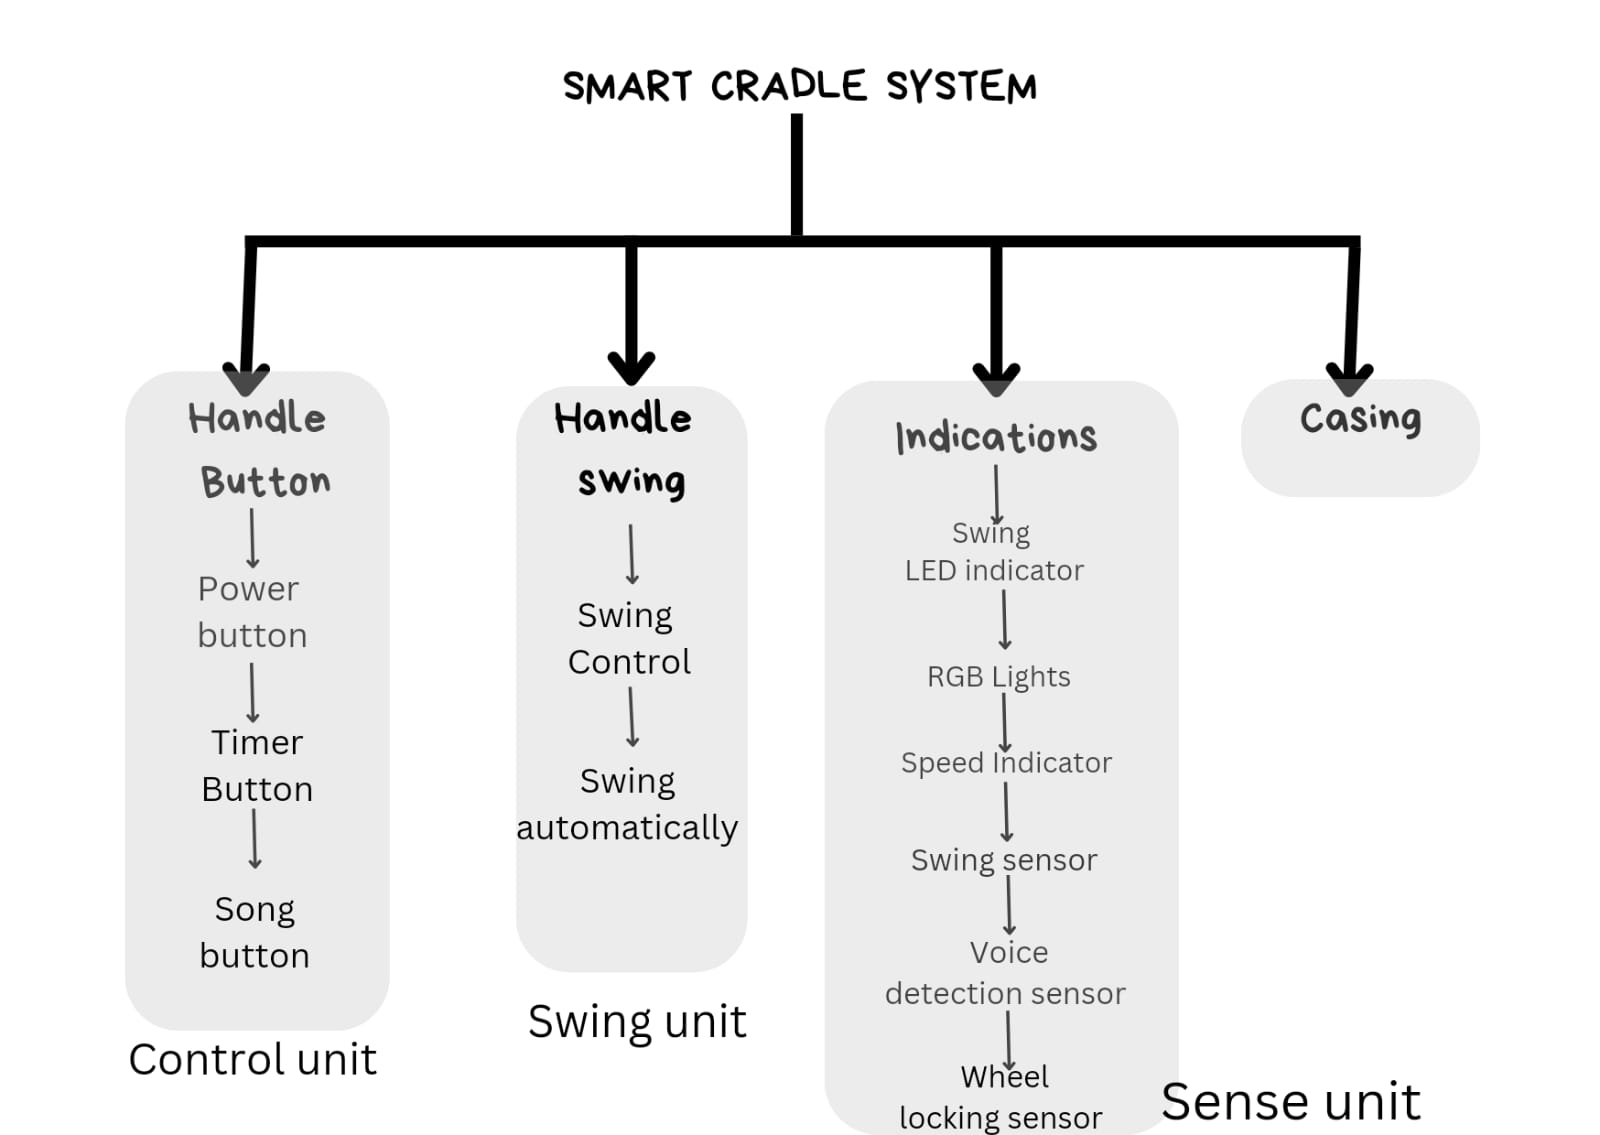 SMART CRADLE SYSTEM
Handle
Button
Power
button
Timer
Button
Song
button
Control unit
Handle
swing
Swing
Control
Swing
automatically
Swing unit
Indications
Swing
LED indicator
RGB Lights
Speed Indicator
Swing sensor
Voice
detection sensor
Wheel
locking sensor
Sense unit
Casing